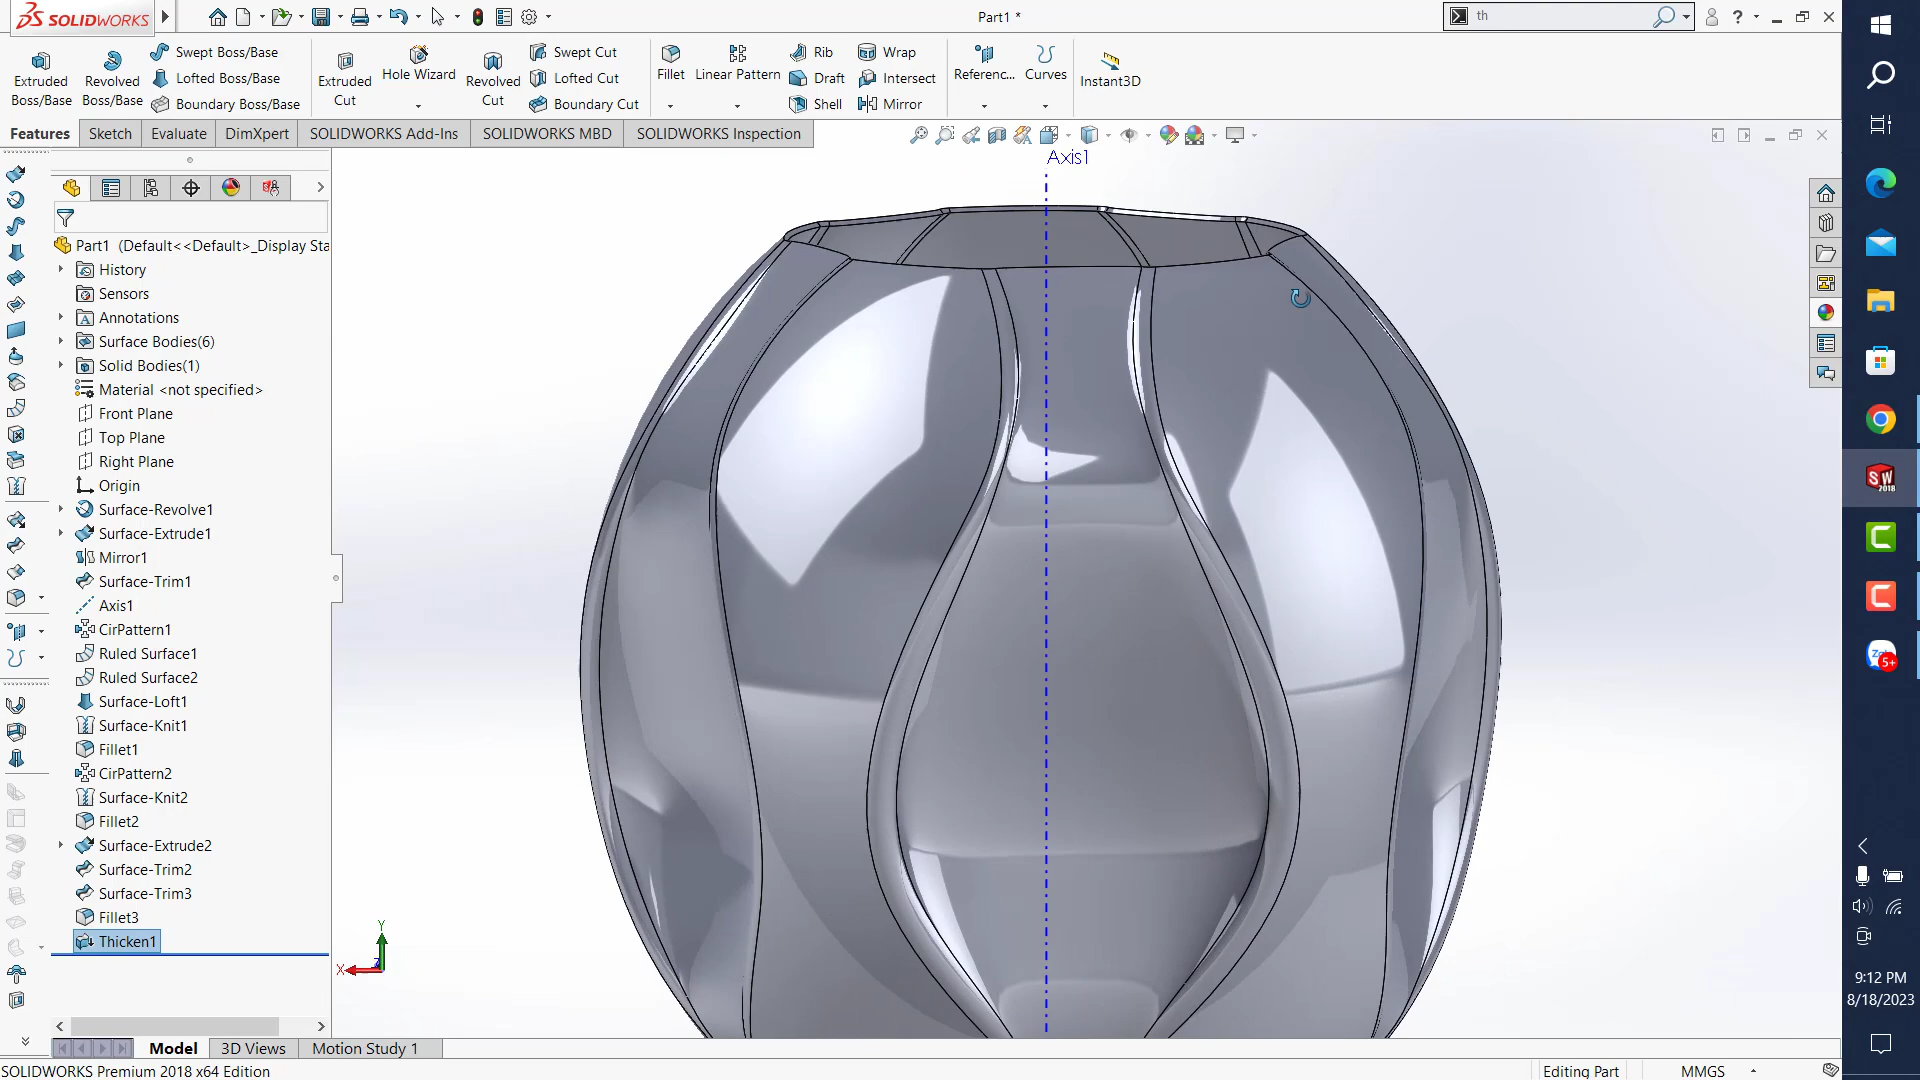 SOLIDWORKS
Part1 *
th
Extruded Boss/Base
Revolved Boss/Base
Swept Boss/Base
Lofted Boss/Base
Boundary Boss/Base
Extruded Cut
Hole Wizard
Revolved Cut
Swept Cut
Lofted Cut
Boundary Cut
Fillet
Linear Pattern
Rib
Draft
Shell
Wrap
Intersect
Mirror
Referenc...
Curves
Instant3D
Features
Sketch
Evaluate
DimXpert
SOLIDWORKS Add-Ins
SOLIDWORKS MBD
SOLIDWORKS Inspection
Axis1
Part1 (Default<<Default>_Display Sta
History
Sensors
Annotations
Surface Bodies(6)
Solid Bodies(1)
Material <not specified>
Front Plane
Top Plane
Right Plane
Origin
Surface-Revolve1
Surface-Extrude1
Mirror1
Surface-Trim1
Axis1
CirPattern1
Ruled Surface1
Ruled Surface2
Surface-Loft1
Surface-Knit1
Fillet1
CirPattern2
Surface-Knit2
Fillet2
Surface-Extrude2
Surface-Trim2
Surface-Trim3
Fillet3
Thicken1
Y
X
Z
Model
3D Views
Motion Study 1
SOLIDWORKS Premium 2018 x64 Edition
Editing Part
MMGS
SW
2018
5+
9:12 PM
8/18/2023